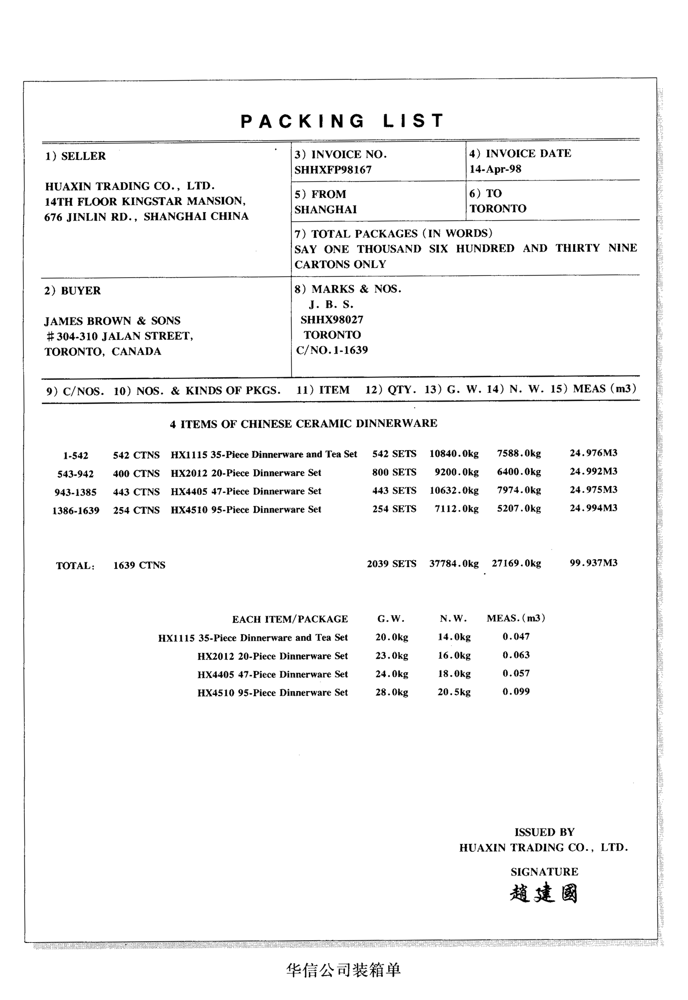 PACKING LIST
1) SELLER
HUAXIN TRADING CO., LTD.
14TH FLOOR KINGSTAR MANSION,
676 JINLIN RD., SHANGHAI CHINA
3) INVOICE NO.
SHHXFP98167
4) INVOICE DATE
14-Apr-98
5) FROM
SHANGHAI
6) TO
TORONTO
7) TOTAL PACKAGES (IN WORDS)
SAY ONE THOUSAND SIX HUNDRED AND THIRTY NINE
CARTONS ONLY
2) BUYER
JAMES BROWN & SONS
#304-310 JALAN STREET,
TORONTO, CANADA
8) MARKS & NOS.
J. B. S.
SHHX98027
TORONTO
C/NO.1-1639
9) C/NOS. 10) NOS. & KINDS OF PKGS. 11) ITEM 12) QTY. 13) G. W. 14) N. W. 15) MEAS (m3)
4 ITEMS OF CHINESE CERAMIC DINNERWARE
1-542 542 CTNS HX1115 35-Piece Dinnerware and Tea Set 542 SETS 10840.0kg 7588.0kg 24.976M3
543-942 400 CTNS HX2012 20-Piece Dinnerware Set 800 SETS 9200.0kg 6400.0kg 24.992M3
943-1385 443 CTNS HX4405 47-Piece Dinnerware Set 443 SETS 10632.0kg 7974.0kg 24.975M3
1386-1639 254 CTNS HX4510 95-Piece Dinnerware Set 254 SETS 7112.0kg 5207.0kg 24.994M3
TOTAL: 1639 CTNS 2039 SETS 37784.0kg 27169.0kg 99.937M3
EACH ITEM/PACKAGE G.W. N.W. MEAS.(m3)
HX1115 35-Piece Dinnerware and Tea Set 20.0kg 14.0kg 0.047
HX2012 20-Piece Dinnerware Set 23.0kg 16.0kg 0.063
HX4405 47-Piece Dinnerware Set 24.0kg 18.0kg 0.057
HX4510 95-Piece Dinnerware Set 28.0kg 20.5kg 0.099
ISSUED BY
HUAXIN TRADING CO., LTD.
SIGNATURE
趙建國
华信公司装箱单